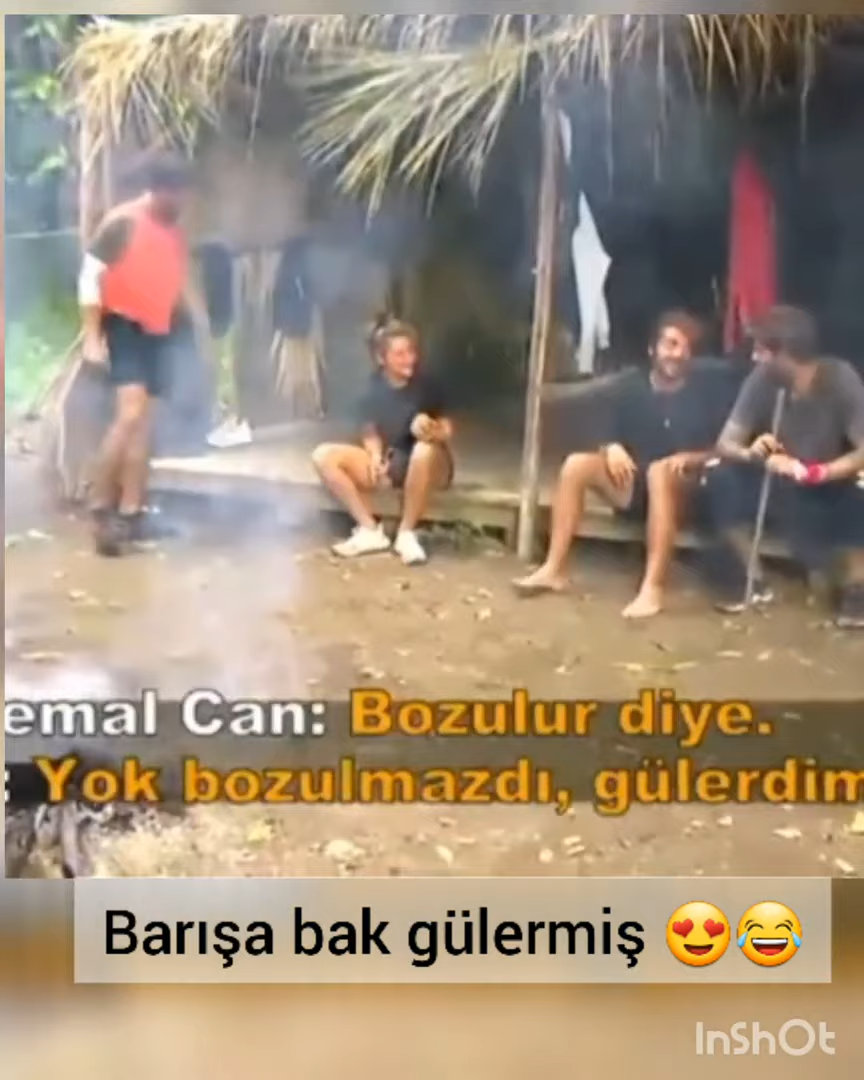 emal Can: Bozulur diye.
: Yok bozulmazdı, gülerdim
Barışa bak gülermiş 😍😂
InShOt